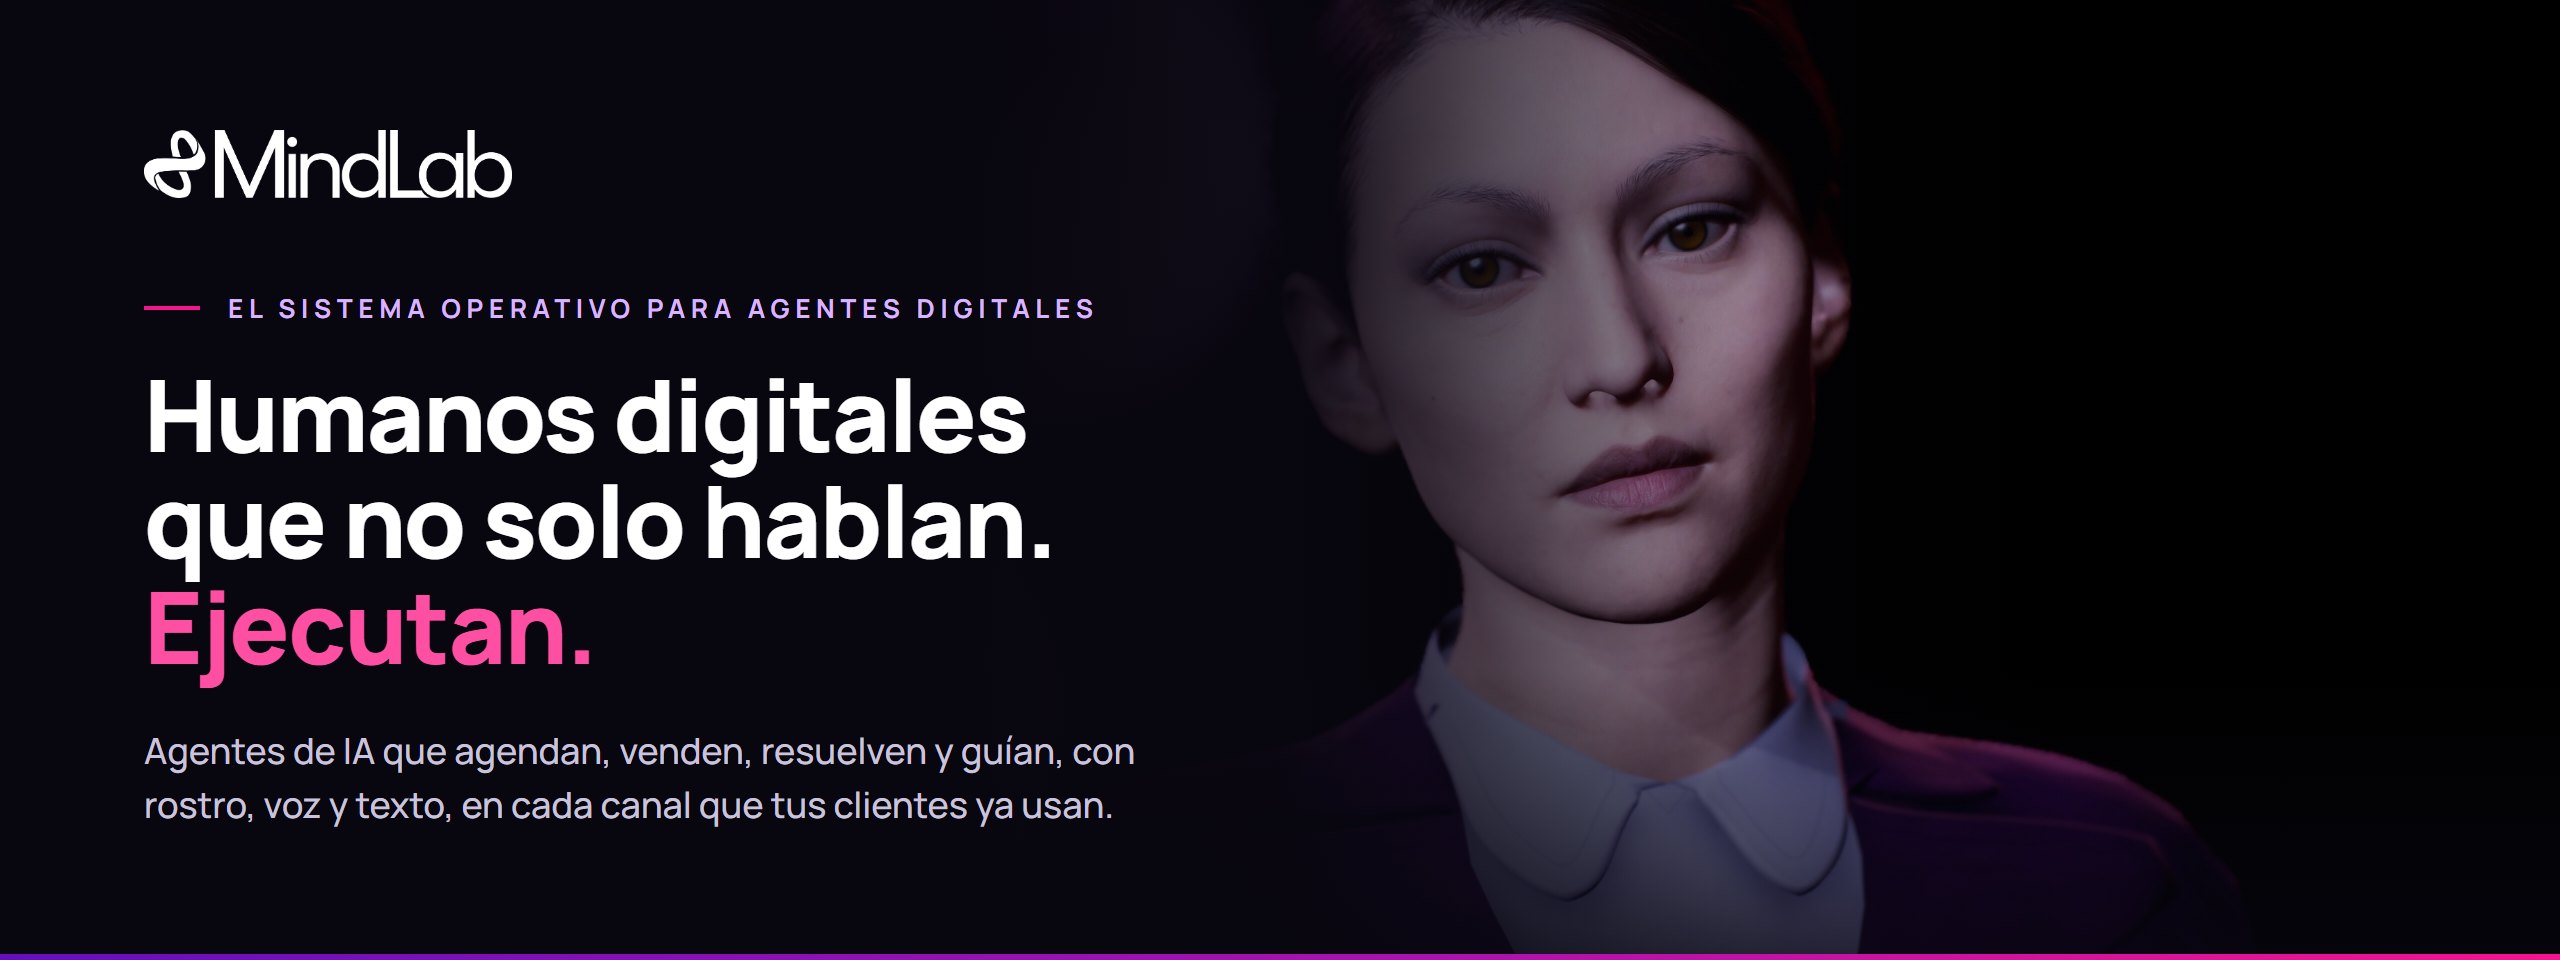 MindLab
EL SISTEMA OPERATIVO PARA AGENTES DIGITALES
Humanos digitales
que no solo hablan.
Ejecutan.
Agentes de IA que agendan, venden, resuelven y guían, con
rostro, voz y texto, en cada canal que tus clientes ya usan.